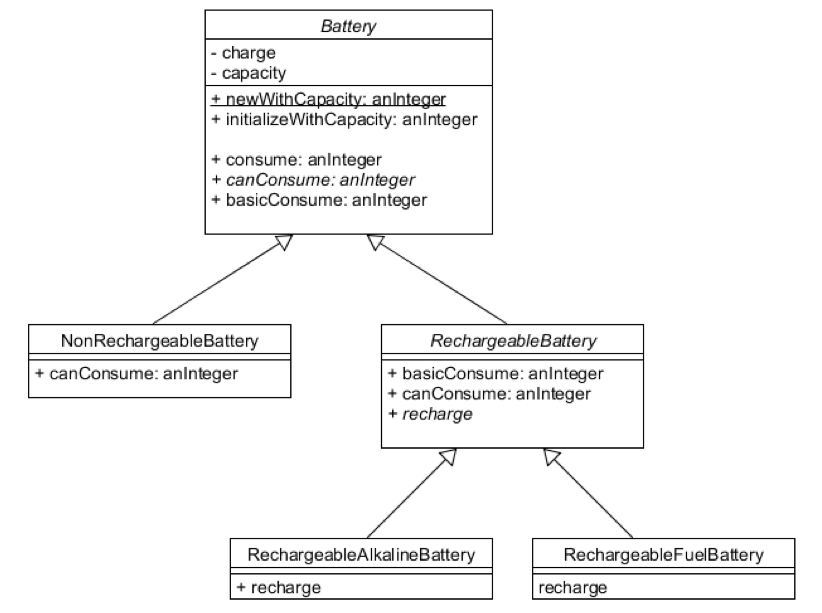 Battery
- charge
- capacity
+ newWithCapacity: anInteger
+ initializeWithCapacity: anInteger
+ consume: anInteger
+ canConsume: anInteger
+ basicConsume: anInteger
NonRechargeableBattery
+ canConsume: anInteger
RechargeableBattery
+ basicConsume: anInteger
+ canConsume: anInteger
+ recharge
RechargeableAlkalineBattery
+ recharge
RechargeableFuelBattery
recharge